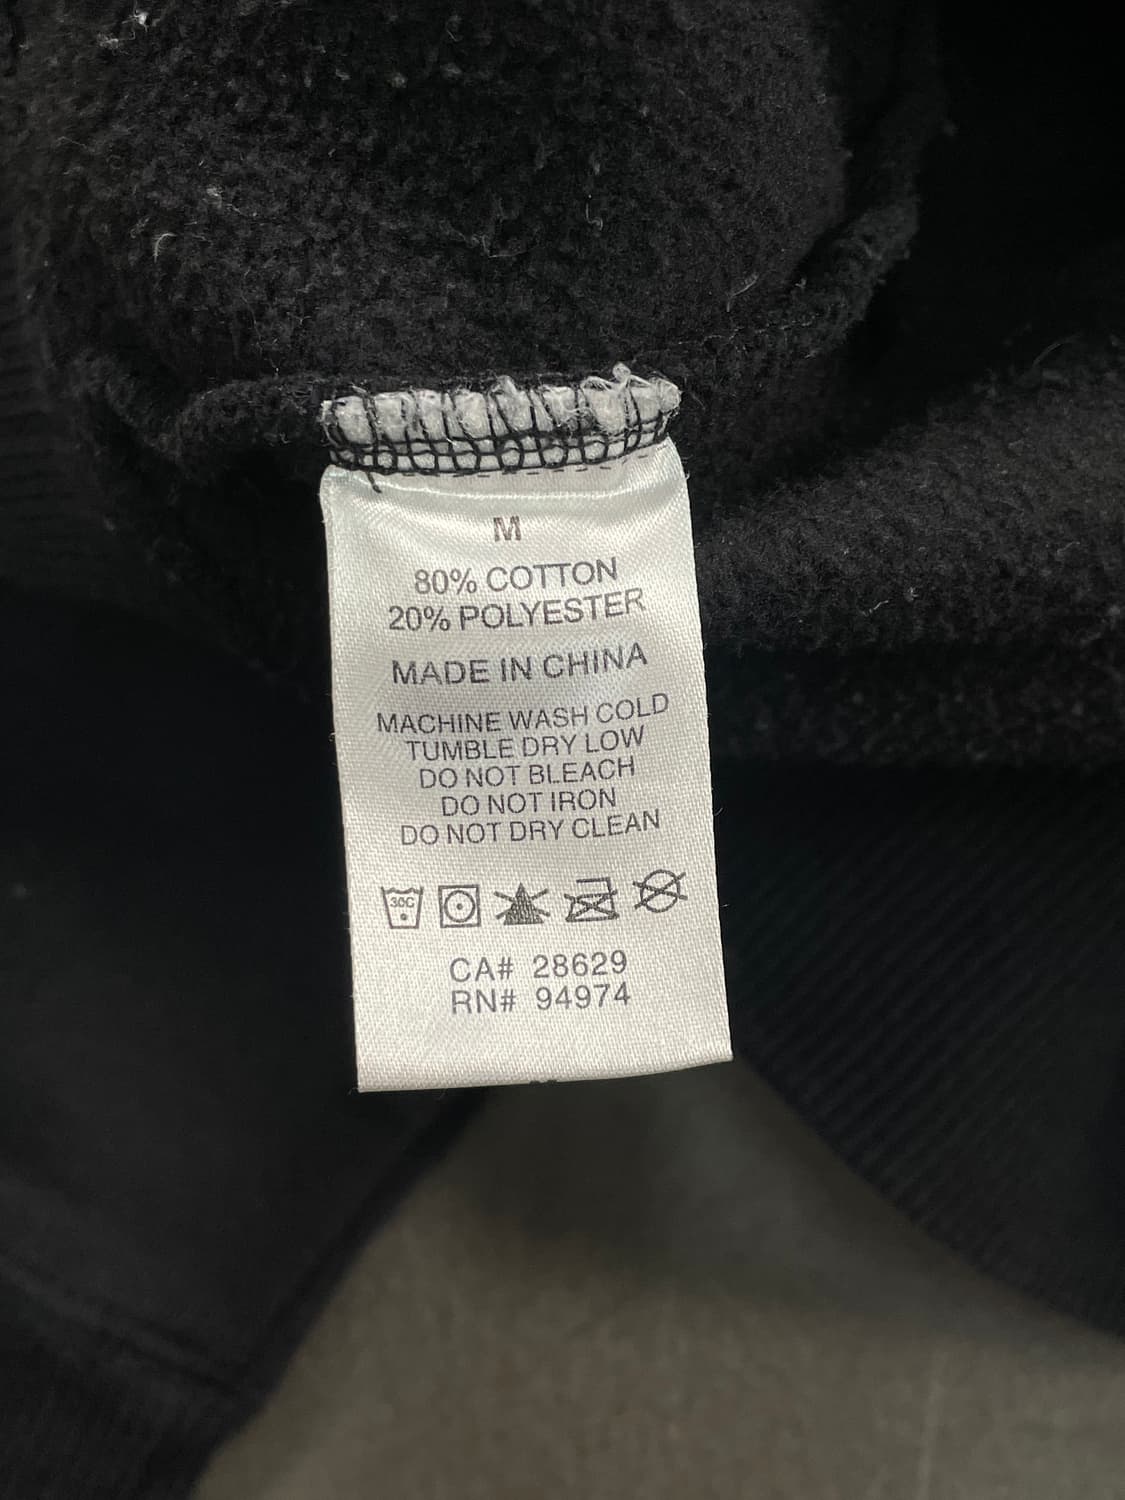 M
80% COTTON
20% POLYESTER
MADE IN CHINA
MACHINE WASH COLD
TUMBLE DRY LOW
DO NOT BLEACH
DO NOT IRON
DO NOT DRY CLEAN
30C
CA# 28629
RN# 94974